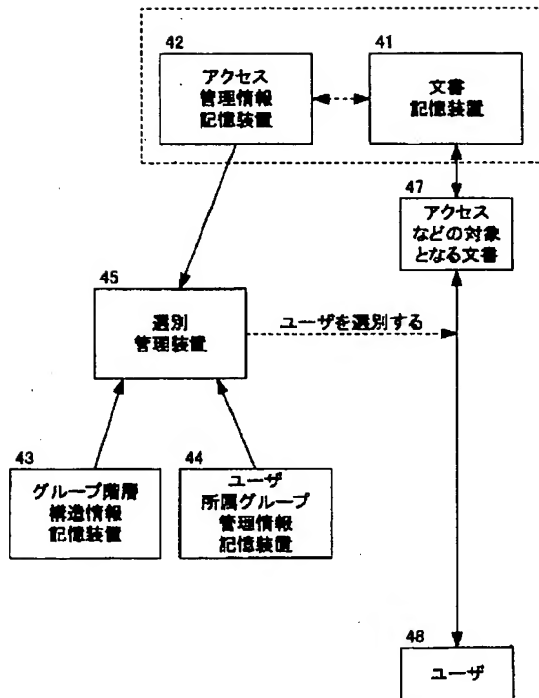 42
アクセス
管理情報
記憶装置
41
文書
記憶装置
47
アクセス
などの対象
となる文書
45
選別
管理装置
ユーザを選別する
43
グループ階層
構造情報
記憶装置
44
ユーザ
所属グループ
管理情報
記憶装置
48
ユーザ